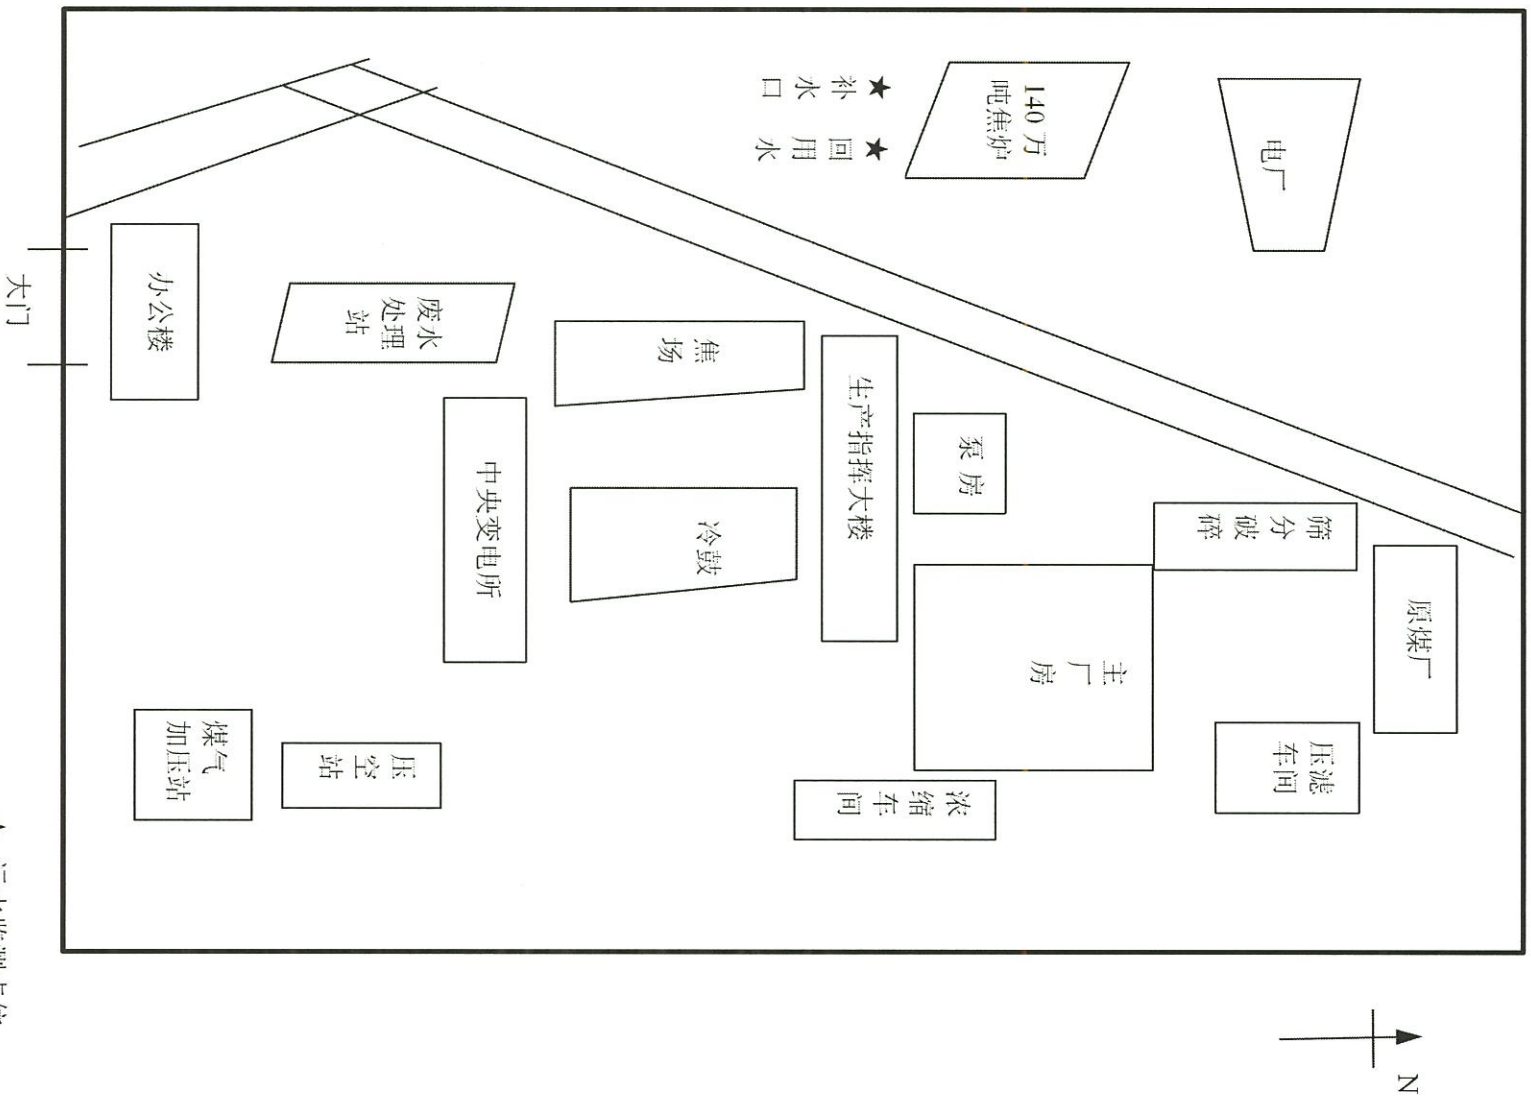 N
原煤厂
电厂
筛分破碎
压滤
车间
140 万
吨焦炉
主厂房
泵房
浓缩车间
★补水口
★回用水
生产指挥大楼
焦场
冷鼓
中央变电所
废水
处理
站
压空站
煤气
加压站
办公楼
大门